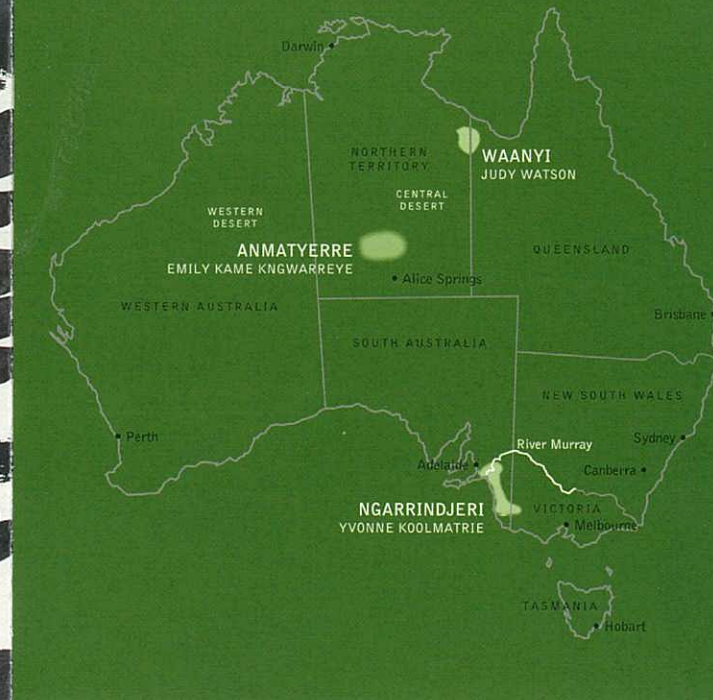 Darwin
NORTHERN
TERRITORY
WAANYI
JUDY WATSON
CENTRAL
DESERT
WESTERN
DESERT
ANMATYERRE
EMILY KAME KNGWARREYE
QUEENSLAND
Alice Springs
WESTERN AUSTRALIA
Brisbane
SOUTH AUSTRALIA
NEW SOUTH WALES
Perth
River Murray
Sydney
Adelaide
Canberra
NGARRINDJERI
YVONNE KOOLMATRIE
VICTORIA
Melbourne
TASMANIA
Hobart